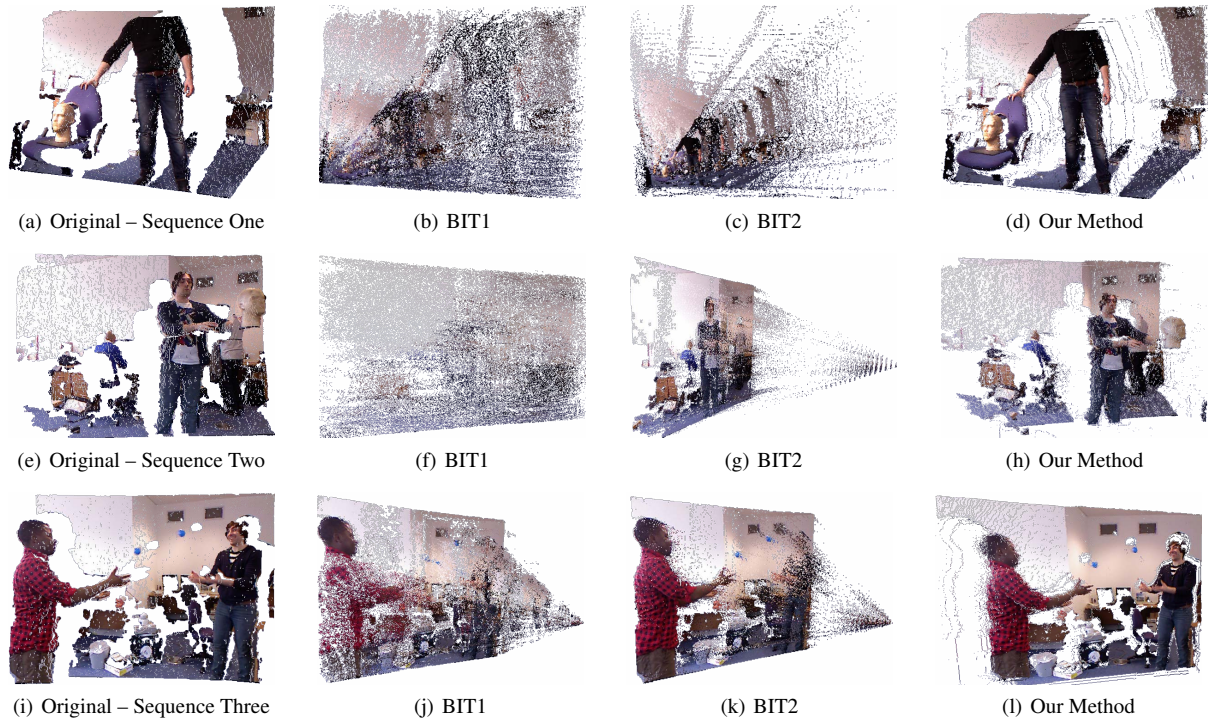 (a) Original – Sequence One
(b) BIT1
(c) BIT2
(d) Our Method
(e) Original – Sequence Two
(f) BIT1
(g) BIT2
(h) Our Method
(i) Original – Sequence Three
(j) BIT1
(k) BIT2
(l) Our Method